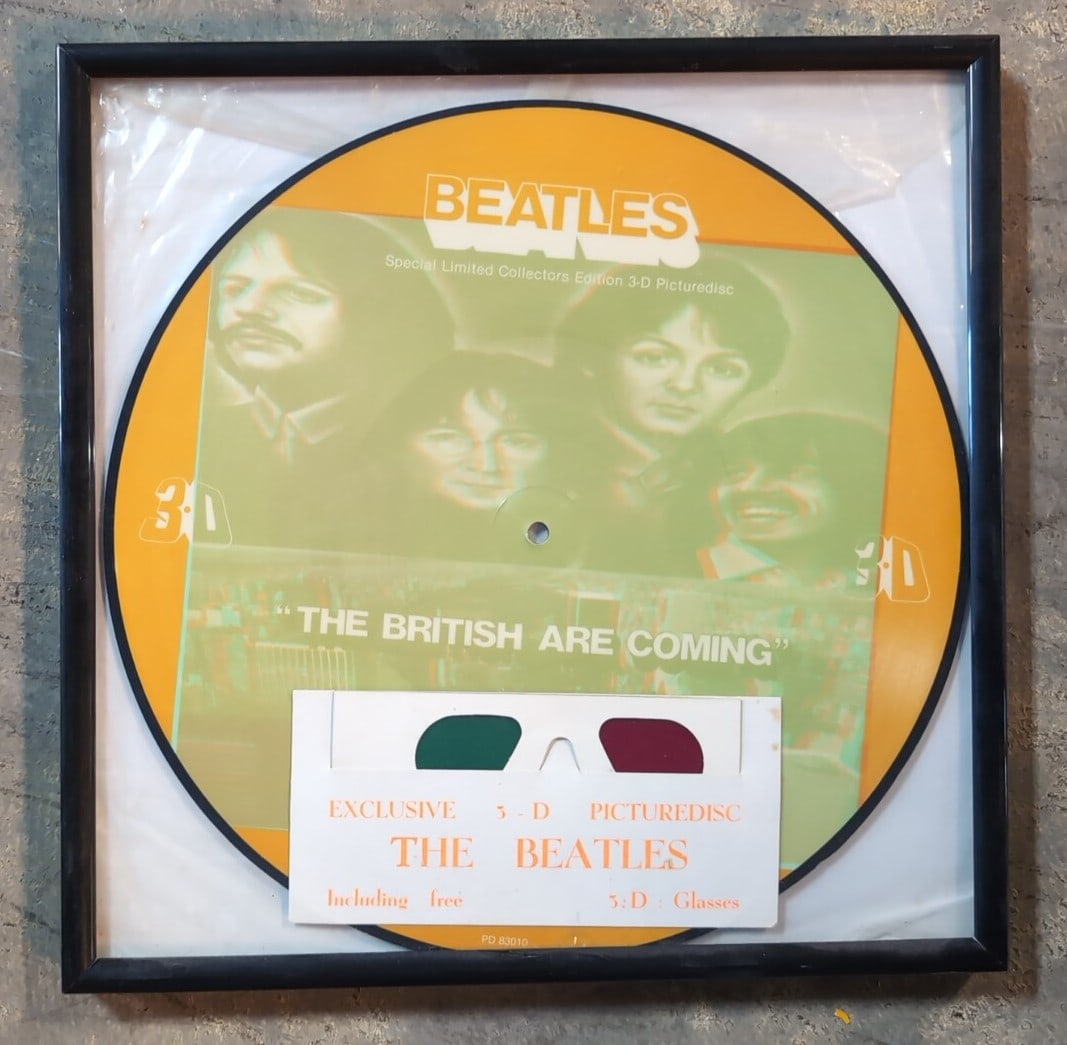 BEATLES
Special Limited Collectors Edition 3-D Picturedisc
3-D
3-D
“THE BRITISH ARE COMING”
EXCLUSIVE 3 - D PICTUREDISC
THE BEATLES
Including free 3:D : Glasses
PD 83010